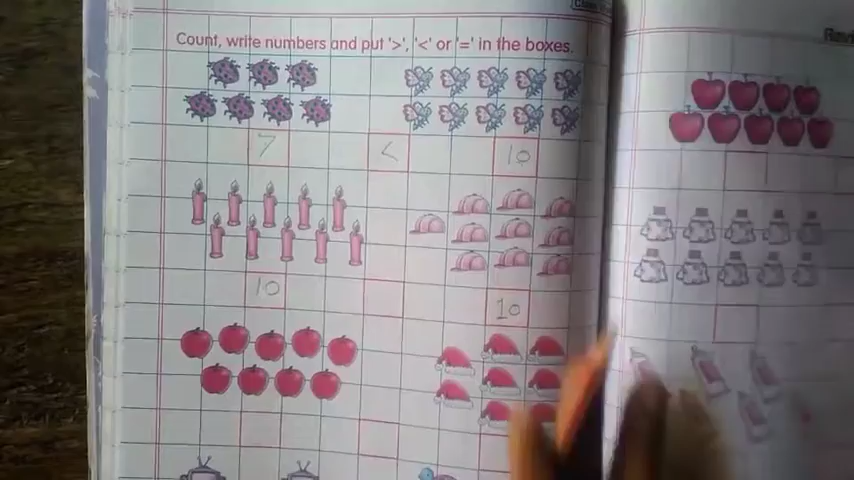 Count, write numbers and put '>', '<' or '=' in the boxes.
7 < 10
10 10